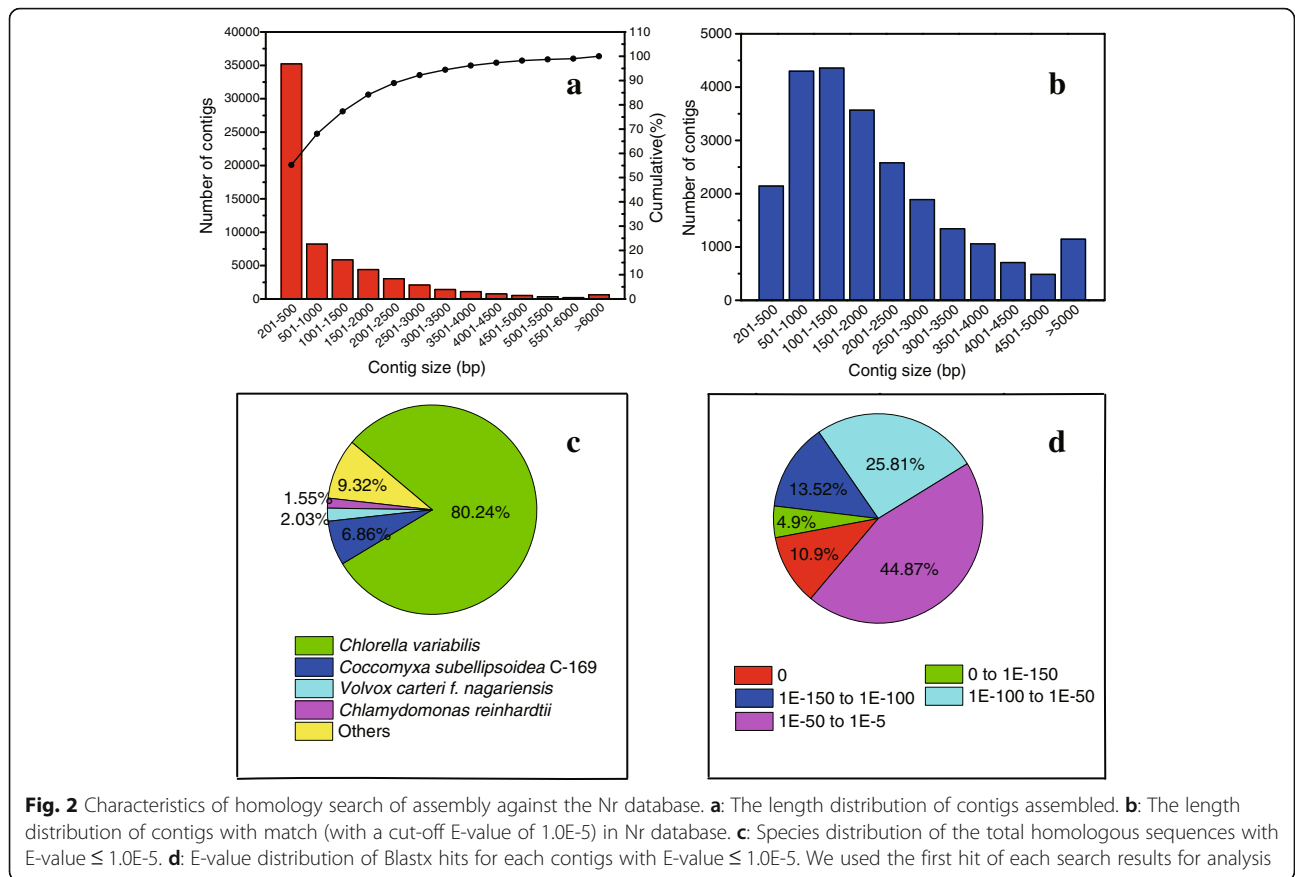 a
Number of contigs
40000
35000
30000
25000
20000
15000
10000
5000
0
Cumulative(%)
110
100
90
80
70
60
50
40
30
20
10
0
201-500
501-1000
1001-1500
1501-2000
2001-2500
2501-3000
3001-3500
3501-4000
4001-4500
4501-5000
5001-5500
5501-6000
>6000
Contig size (bp)
b
Number of contigs
5000
4000
3000
2000
1000
0
201-500
501-1000
1001-1500
1501-2000
2001-2500
2501-3000
3001-3500
3501-4000
4001-4500
4501-5000
>5000
Contig size (bp)
c
9.32%
1.55%
2.03%
6.86%
80.24%
Chlorella variabilis
Coccomyxa subellipsoidea C-169
Volvox carteri f. nagariensis
Chlamydomonas reinhardtii
Others
d
25.81%
13.52%
4.9%
10.9%
44.87%
0
0 to 1E-150
1E-150 to 1E-100
1E-100 to 1E-50
1E-50 to 1E-5
Fig. 2 Characteristics of homology search of assembly against the Nr database. a: The length distribution of contigs assembled. b: The length
distribution of contigs with match (with a cut-off E-value of 1.0E-5) in Nr database. c: Species distribution of the total homologous sequences with
E-value ≤ 1.0E-5. d: E-value distribution of Blastx hits for each contigs with E-value ≤ 1.0E-5. We used the first hit of each search results for analysis